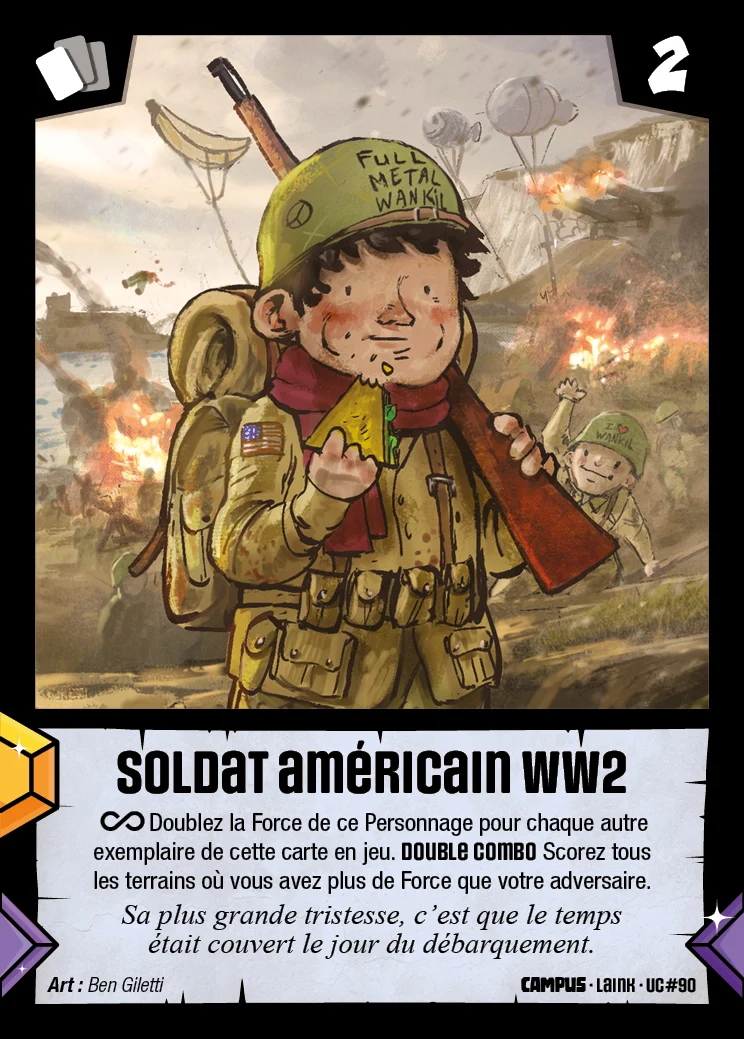 2
FULL
METAL
WANKIL
I ♥
WANKIL
SOLDAT AMÉRICAIN WW2
∞ Doublez la Force de ce Personnage pour chaque autre
exemplaire de cette carte en jeu. DOUBLE COMBO Scorez tous
les terrains où vous avez plus de Force que votre adversaire.
Sa plus grande tristesse, c’est que le temps
était couvert le jour du débarquement.
Art : Ben Giletti
CAMPUS · LAINK · UC#90